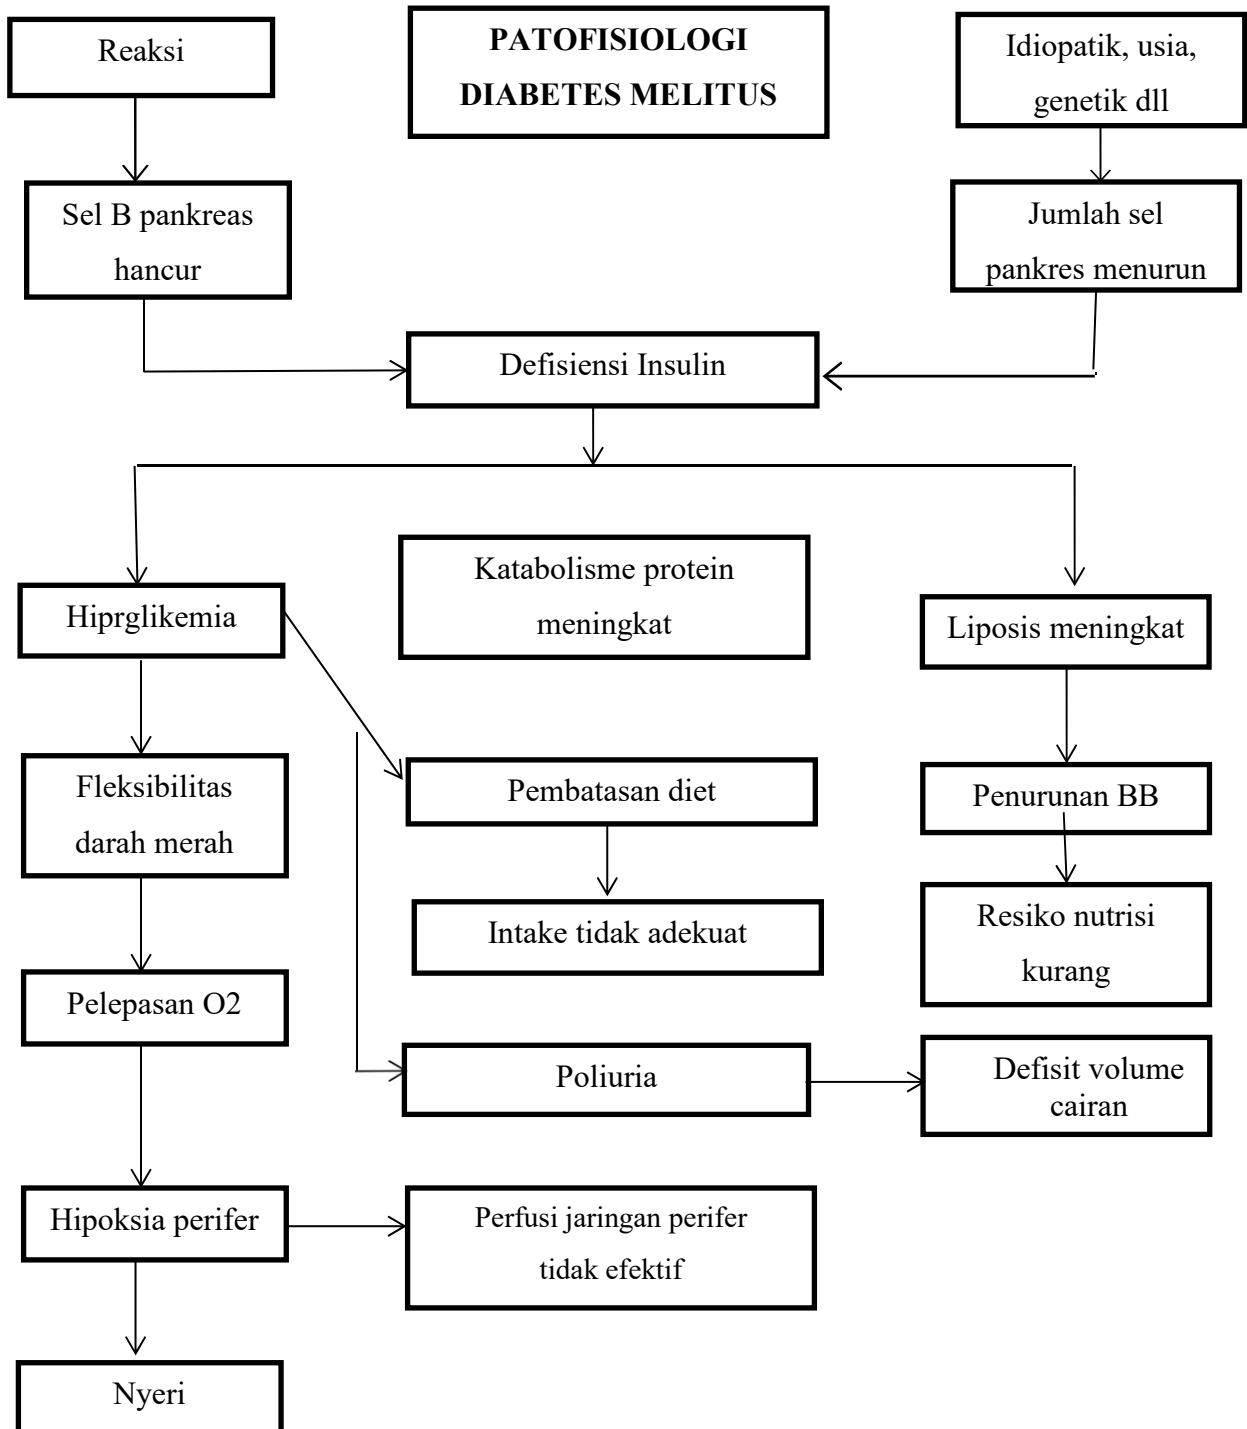 Reaksi
PATOFISIOLOGI
DIABETES MELITUS
Idiopatik, usia,
genetik dll
Sel B pankreas
hancur
Jumlah sel
pankres menurun
Defisiensi Insulin
Hiprglikemia
Katabolisme protein
meningkat
Liposis meningkat
Fleksibilitas
darah merah
Pembatasan diet
Penurunan BB
Intake tidak adekuat
Resiko nutrisi
kurang
Pelepasan O2
Poliuria
Defisit volume
cairan
Hipoksia perifer
Perfusi jaringan perifer
tidak efektif
Nyeri